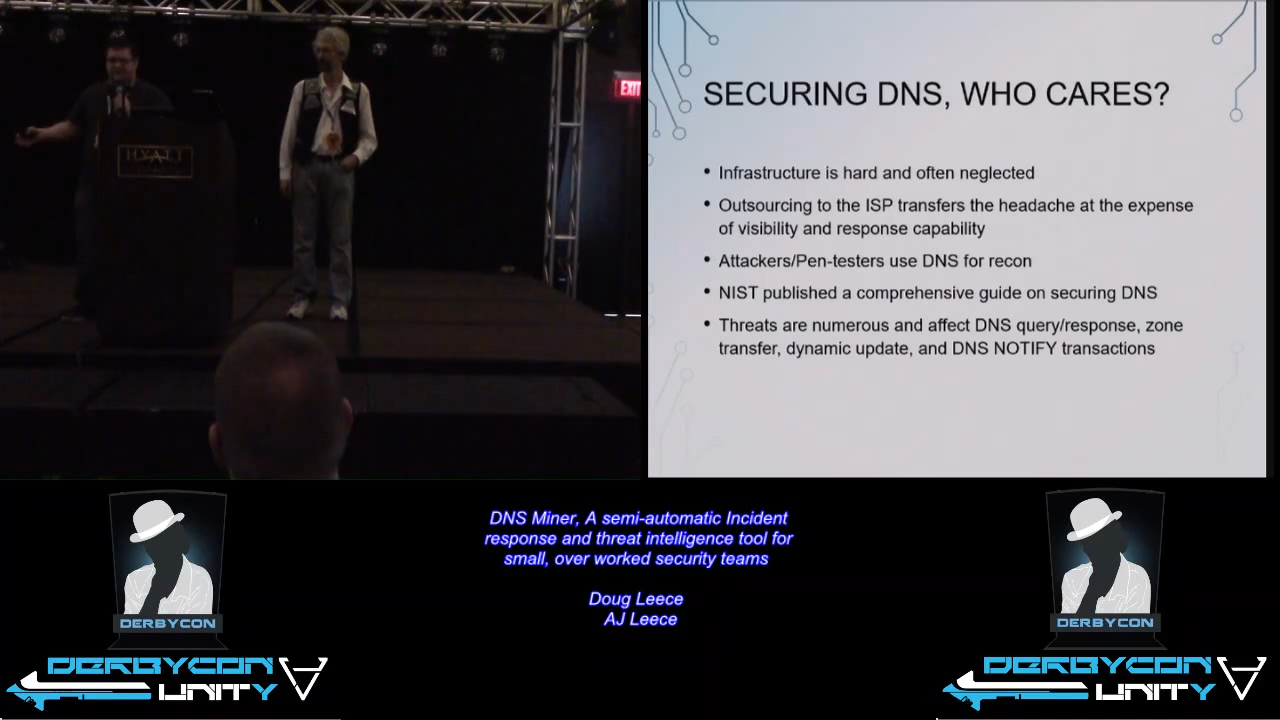 HYATT
EXIT
SECURING DNS, WHO CARES?
• Infrastructure is hard and often neglected
• Outsourcing to the ISP transfers the headache at the expense
of visibility and response capability
• Attackers/Pen-testers use DNS for recon
• NIST published a comprehensive guide on securing DNS
• Threats are numerous and affect DNS query/response, zone
transfer, dynamic update, and DNS NOTIFY transactions
DNS Miner, A semi-automatic Incident
response and threat intelligence tool for
small, over worked security teams
Doug Leece
AJ Leece
DERBYCON
DERBYCON
UNITY
DERBYCON
DERBYCON
UNITY